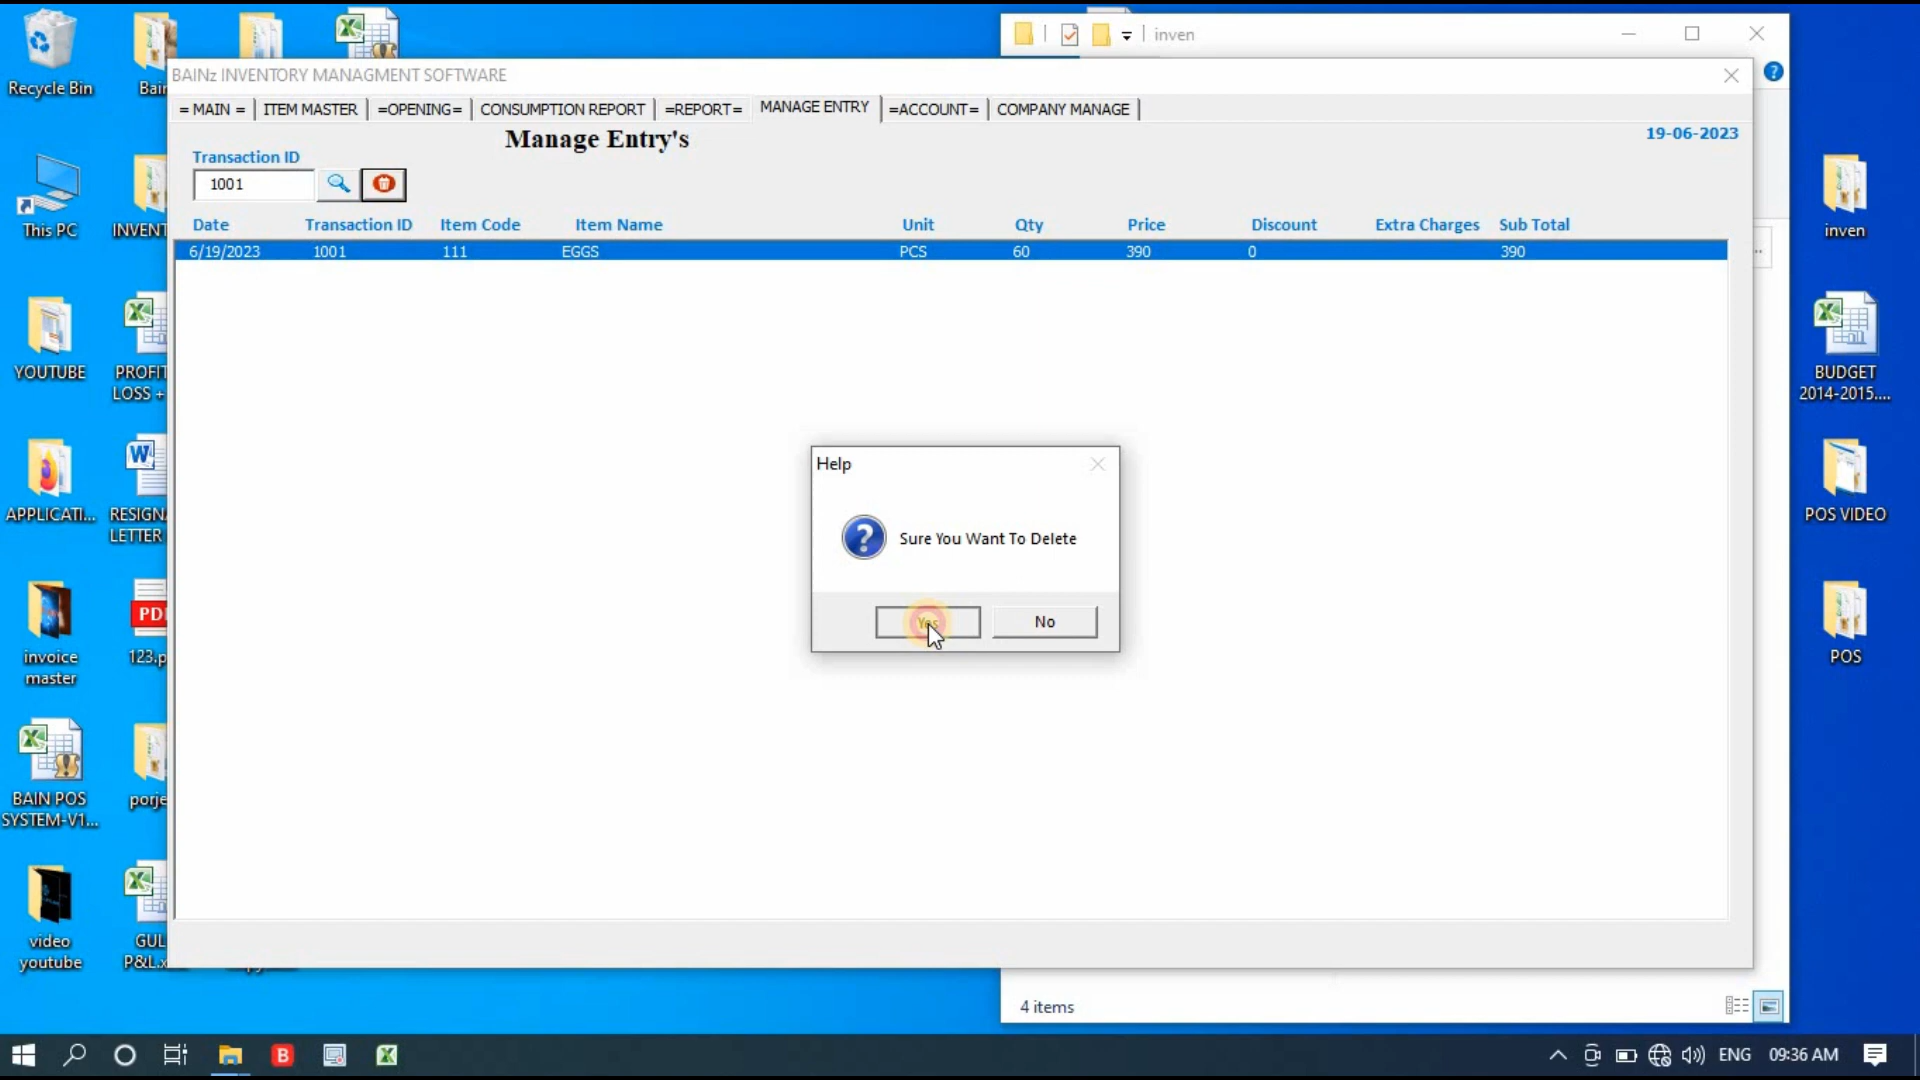 inven
BAINz INVENTORY MANAGMENT SOFTWARE
= MAIN =
ITEM MASTER
=OPENING=
CONSUMPTION REPORT
=REPORT=
MANAGE ENTRY
=ACCOUNT=
COMPANY MANAGE
Manage Entry's
19-06-2023
Transaction ID
1001
Date Transaction ID Item Code Item Name Unit Qty Price Discount Extra Charges Sub Total
6/19/2023 1001 111 EGGS PCS 60 390 0 390
Help
Sure You Want To Delete
Yes
No
Recycle Bin
This PC
YOUTUBE
APPLICATI...
invoice
master
BAIN POS
SYSTEM-V1...
video
youtube
Bain
INVENT
PROFIT
LOSS +
RESIGNA
LETTER
PDF
123.p
porje
GUL
P&L.x
inven
BUDGET
2014-2015....
POS VIDEO
POS
4 items
ENG
09:36 AM